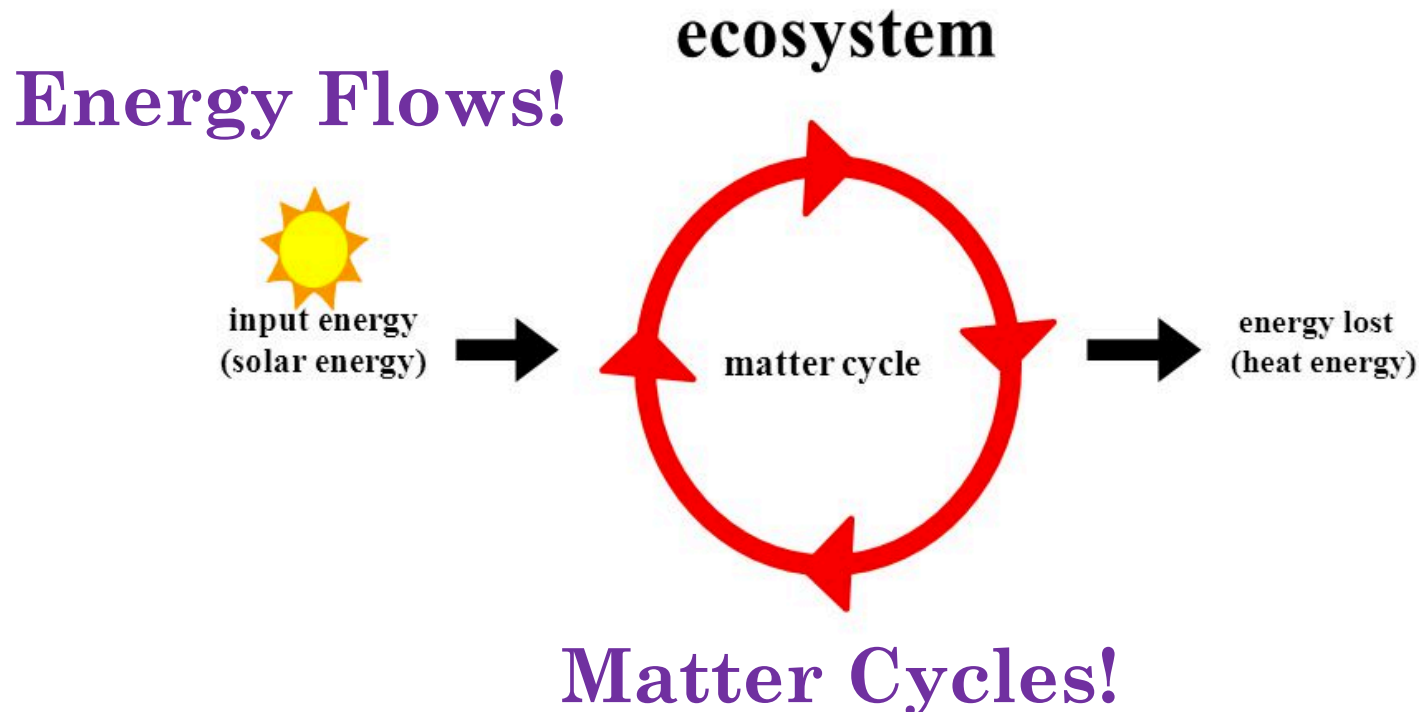 ecosystem
Energy Flows!
input energy
(solar energy)
matter cycle
energy lost
(heat energy)
Matter Cycles!